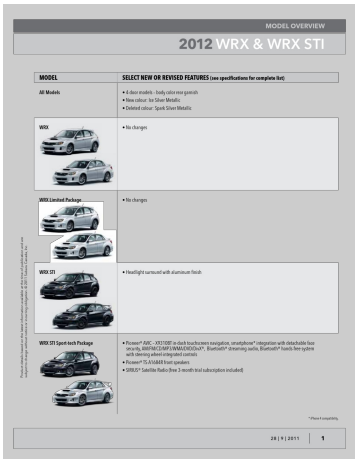 MODEL OVERVIEW
2012 WRX & WRX STI
MODEL
SELECT NEW OR REVISED FEATURES (see specifications for complete list)
All Models
• 4 door models - body color rear garnish
• New colour: Ice Silver Metallic
• Deleted colour: Spark Silver Metallic
WRX
• No changes
WRX Limited Package
• No changes
WRX STI
• Headlight surround with aluminum finish
WRX STI Sport-tech Package
• Pioneer® AVIC - X9310BT in-dash touchscreen navigation, smartphone* integration with detachable face
security, AM/FM/CD/MP3/WMA/DVD/DivX®, Bluetooth® streaming audio, Bluetooth® hands free system
with steering wheel integrated controls
• Pioneer® front speakers
• SIRIUS® Satellite Radio (free 3 month trial subscription included)
28 | 9 | 2011
1